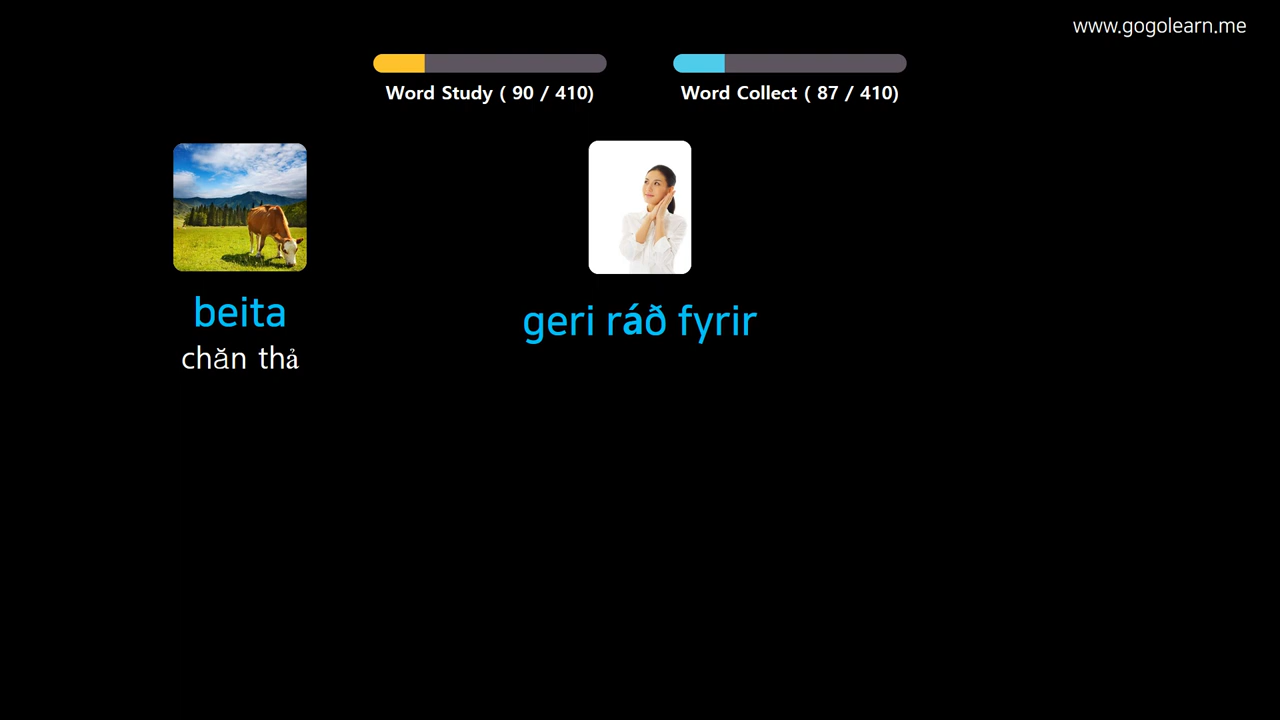 www.gogolearn.me
Word Study ( 90 / 410)
Word Collect ( 87 / 410)
beita
chăn thả
geri ráð fyrir